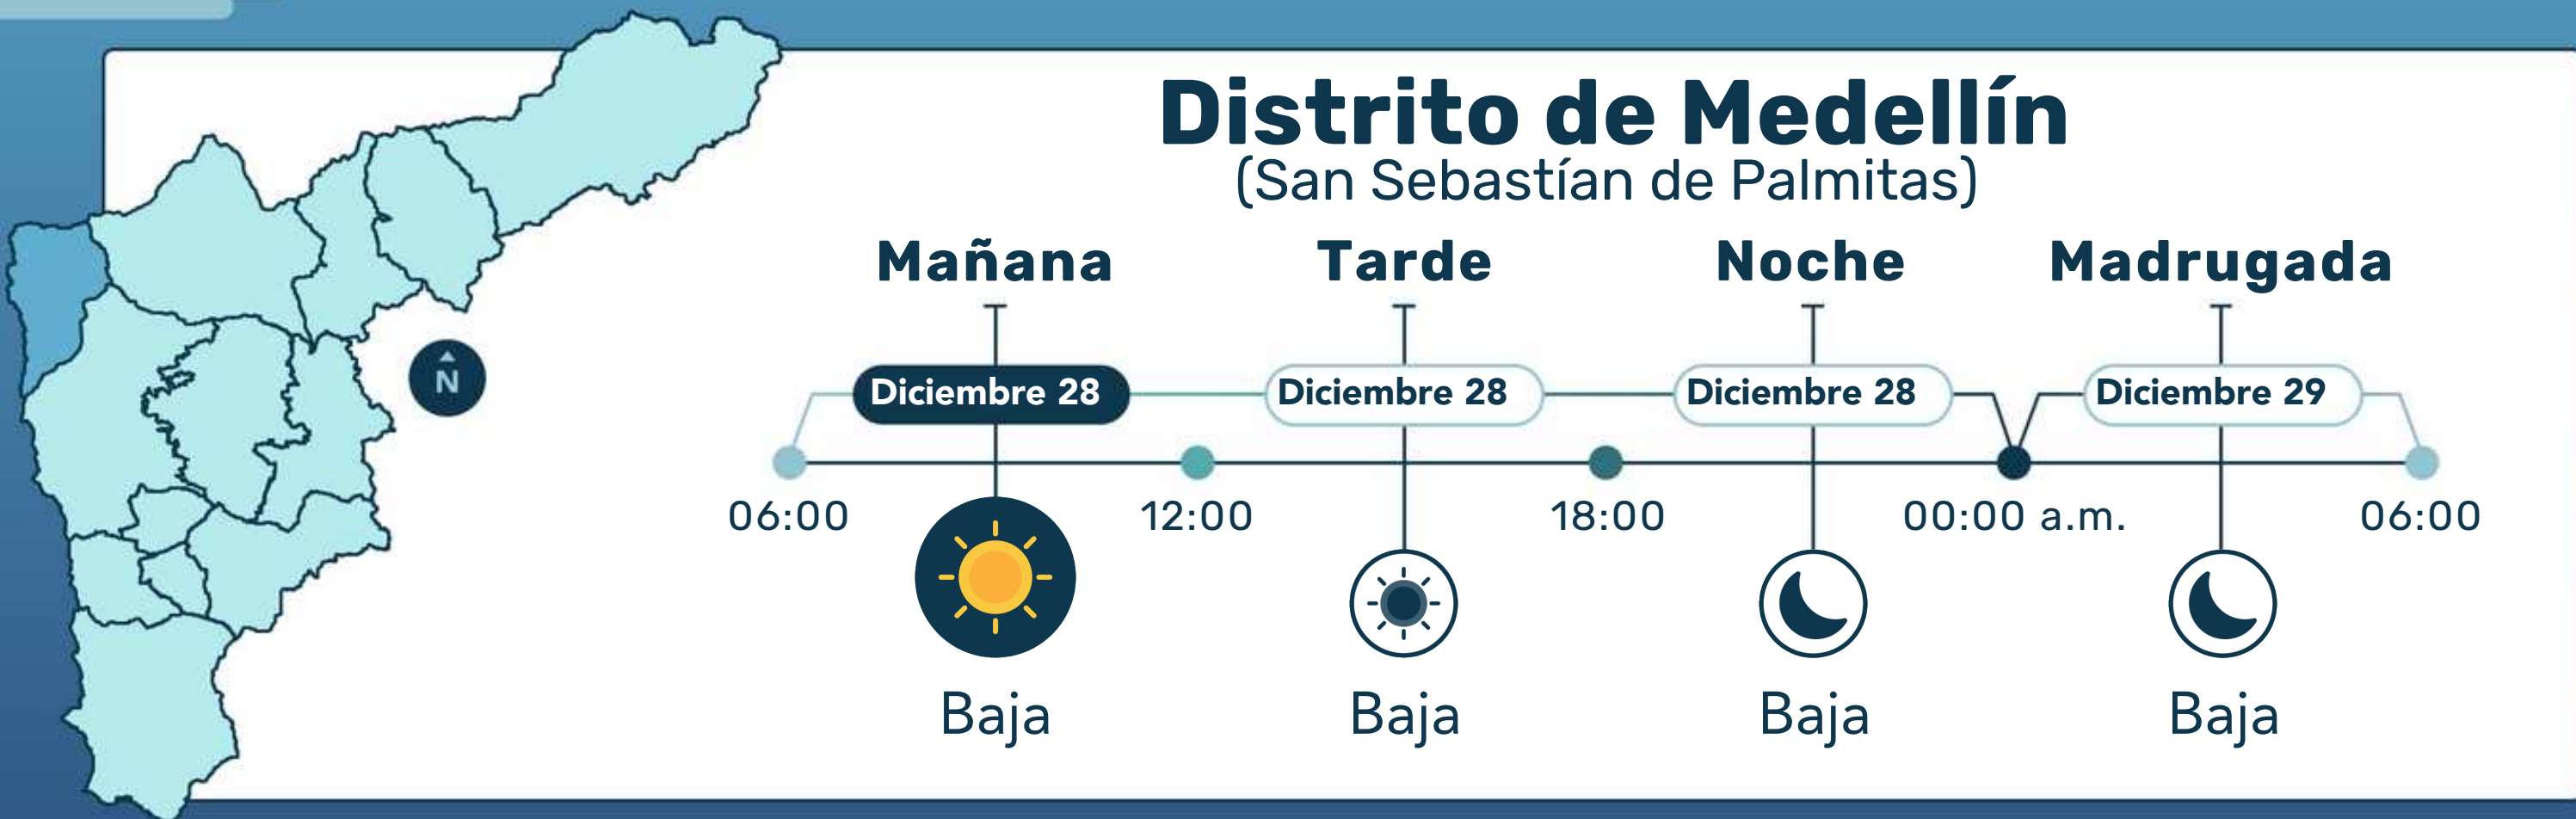 Distrito de Medellín
(San Sebastían de Palmitas)
Mañana Tarde Noche Madrugada
Diciembre 28 Diciembre 28 Diciembre 28 Diciembre 29
N
06:00 12:00 18:00 00:00 a.m. 06:00
Baja Baja Baja Baja